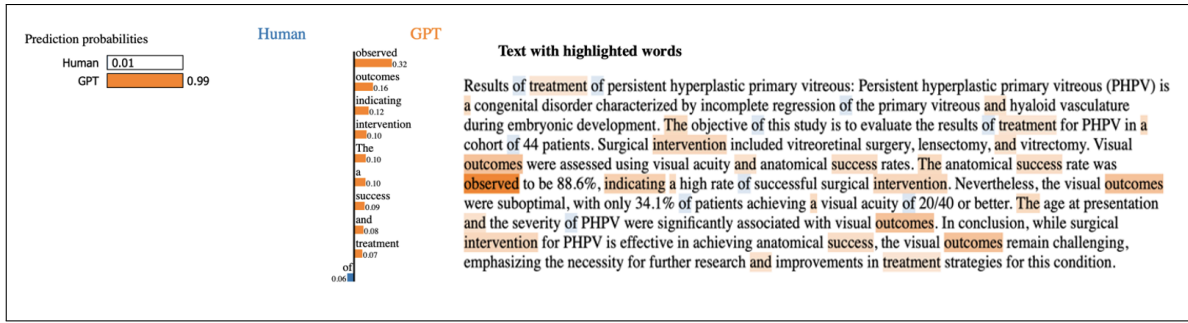 Prediction probabilities
Human 0.01
GPT 0.99
Human GPT
observed
0.32
outcomes
0.16
indicating
0.12
intervention
0.10
The
0.10
a
0.10
success
0.09
and
0.08
treatment
0.07
of
0.06
Text with highlighted words
Results of treatment of persistent hyperplastic primary vitreous: Persistent hyperplastic primary vitreous (PHPV) is
a congenital disorder characterized by incomplete regression of the primary vitreous and hyaloid vasculature
during embryonic development. The objective of this study is to evaluate the results of treatment for PHPV in a
cohort of 44 patients. Surgical intervention included vitreoretinal surgery, lensectomy, and vitrectomy. Visual
outcomes were assessed using visual acuity and anatomical success rates. The anatomical success rate was
observed to be 88.6%, indicating a high rate of successful surgical intervention. Nevertheless, the visual outcomes
were suboptimal, with only 34.1% of patients achieving a visual acuity of 20/40 or better. The age at presentation
and the severity of PHPV were significantly associated with visual outcomes. In conclusion, while surgical
intervention for PHPV is effective in achieving anatomical success, the visual outcomes remain challenging,
emphasizing the necessity for further research and improvements in treatment strategies for this condition.